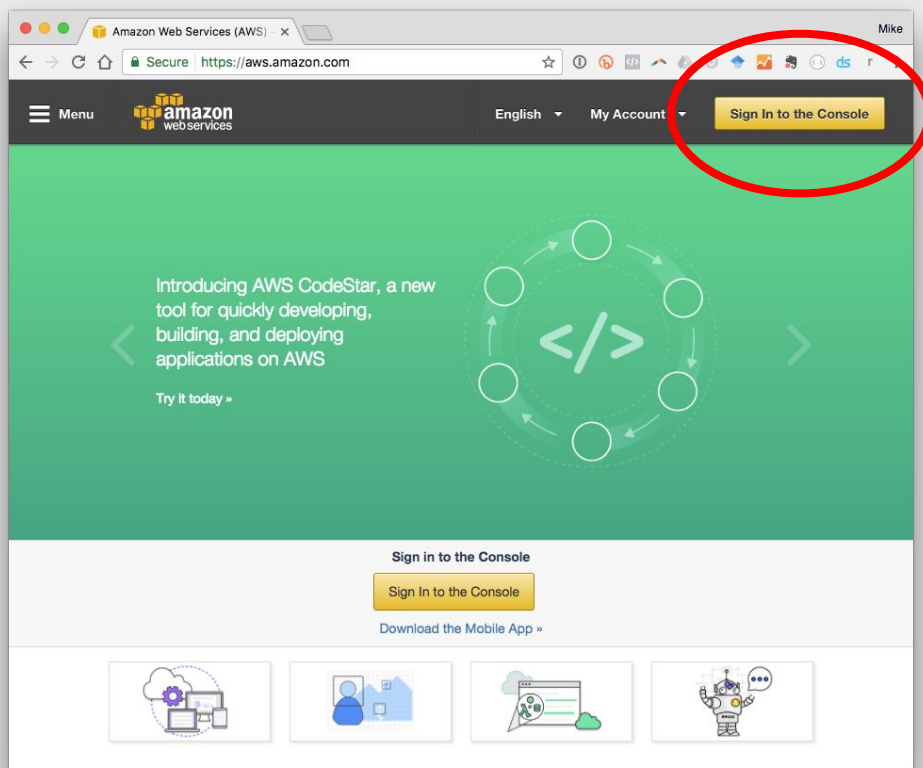 Amazon Web Services (AWS) -
Mike
Secure https://aws.amazon.com
ds r
Menu
amazon
webservices
English
My Account
Sign In to the Console
Introducing AWS CodeStar, a new
tool for quickly developing,
building, and deploying
applications on AWS
Try it today »
</>
Sign in to the Console
Sign In to the Console
Download the Mobile App »